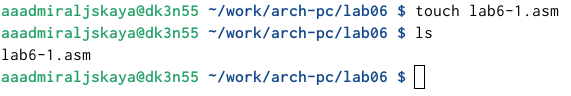 aaadmiraljskaya@dk3n55 ~/work/arch-pc/lab06 $ touch lab6-1.asm
aaadmiraljskaya@dk3n55 ~/work/arch-pc/lab06 $ ls
lab6-1.asm
aaadmiraljskaya@dk3n55 ~/work/arch-pc/lab06 $